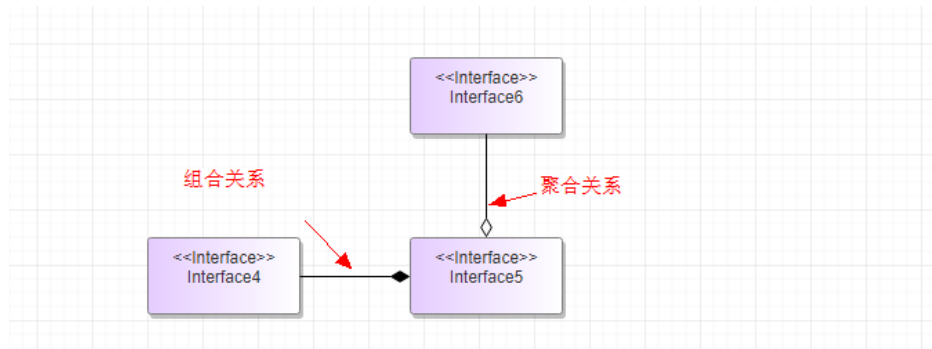 <<Interface>>
Interface6
组合关系
聚合关系
<<Interface>>
Interface4
<<Interface>>
Interface5